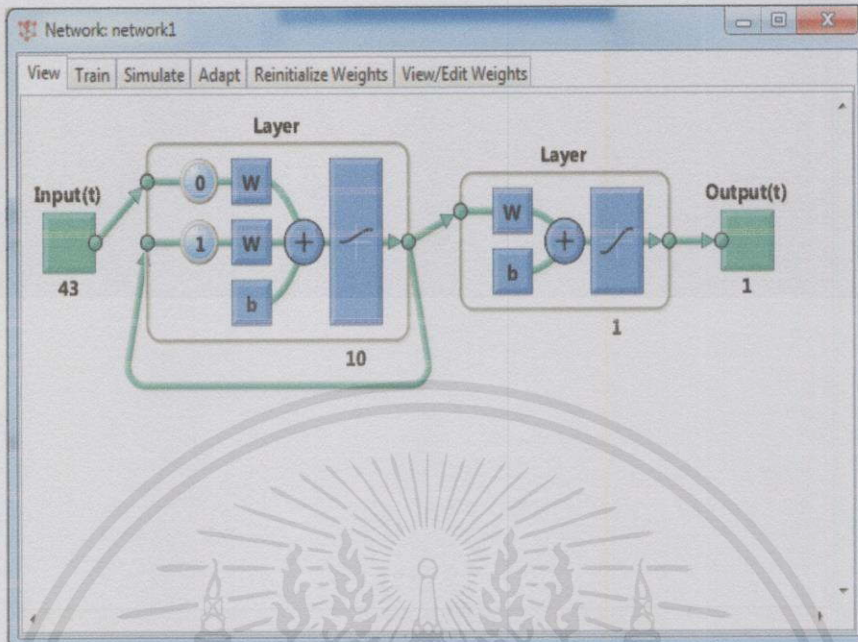 Network: network1
View Train Simulate Adapt Reinitialize Weights View/Edit Weights
Layer
Layer
Input(t)
Output(t)
0 W
1 W
b
+
W
b
+
43
10
1
1